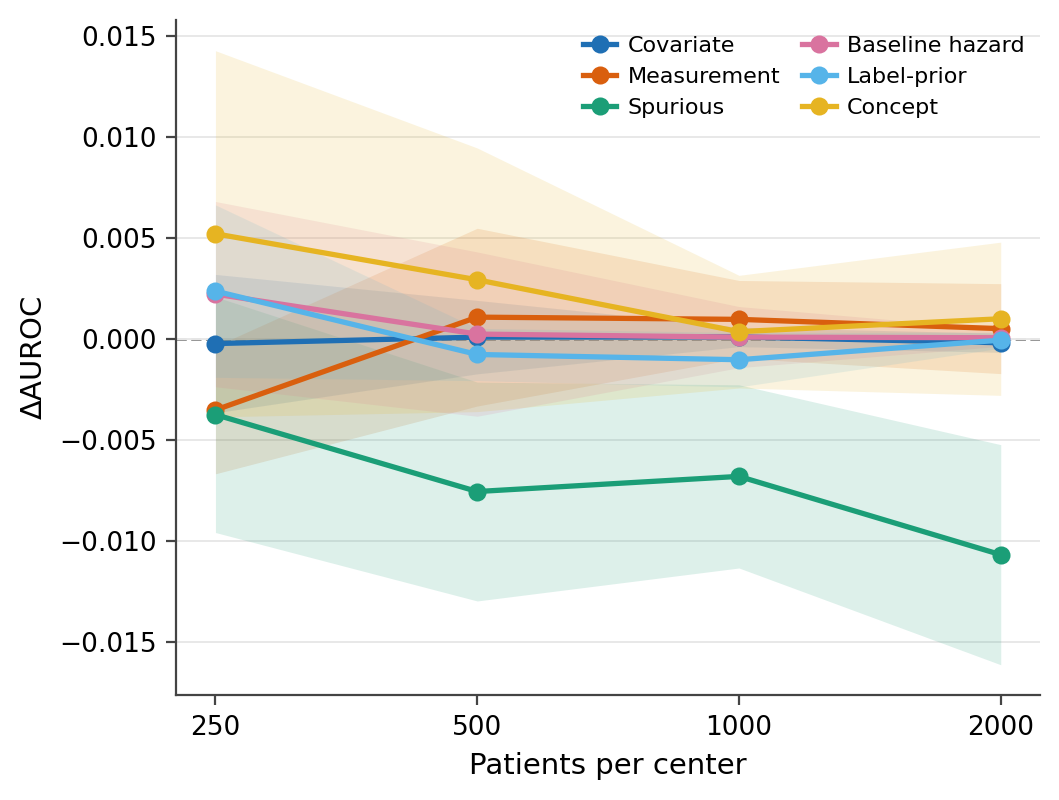 0.015
0.010
0.005
0.000
−0.005
−0.010
−0.015
ΔAUROC
Covariate
Measurement
Spurious
Baseline hazard
Label-prior
Concept
250
500
1000
2000
Patients per center